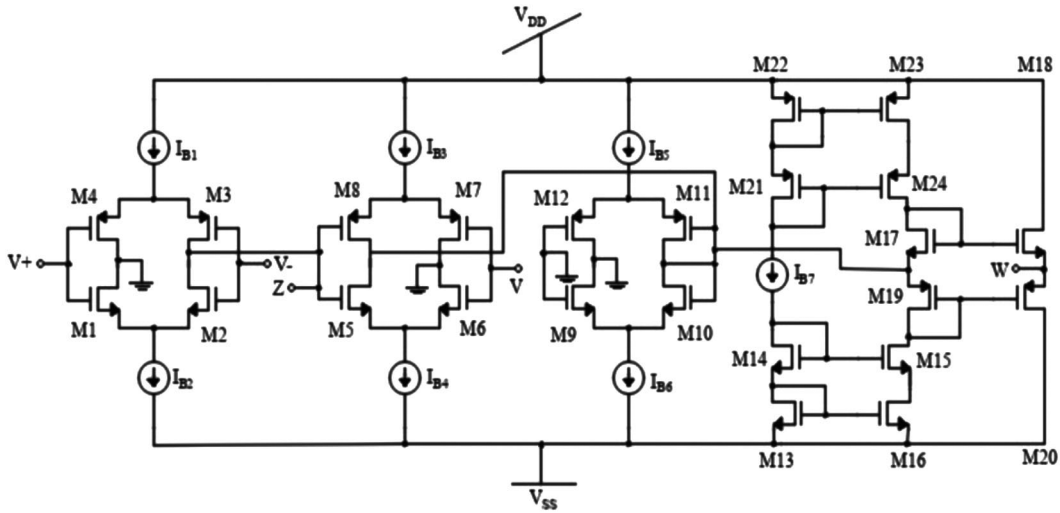 VDD
M22 M23 M18
IB1 IB3 IB5
M4 M3 M8 M7 M12 M11 M21 M24
M17
V+ V- Z V IB7 W
M19
M1 M2 M5 M6 M9 M10
M14 M15
IB2 IB4 IB6
M13 M16 M20
VSS